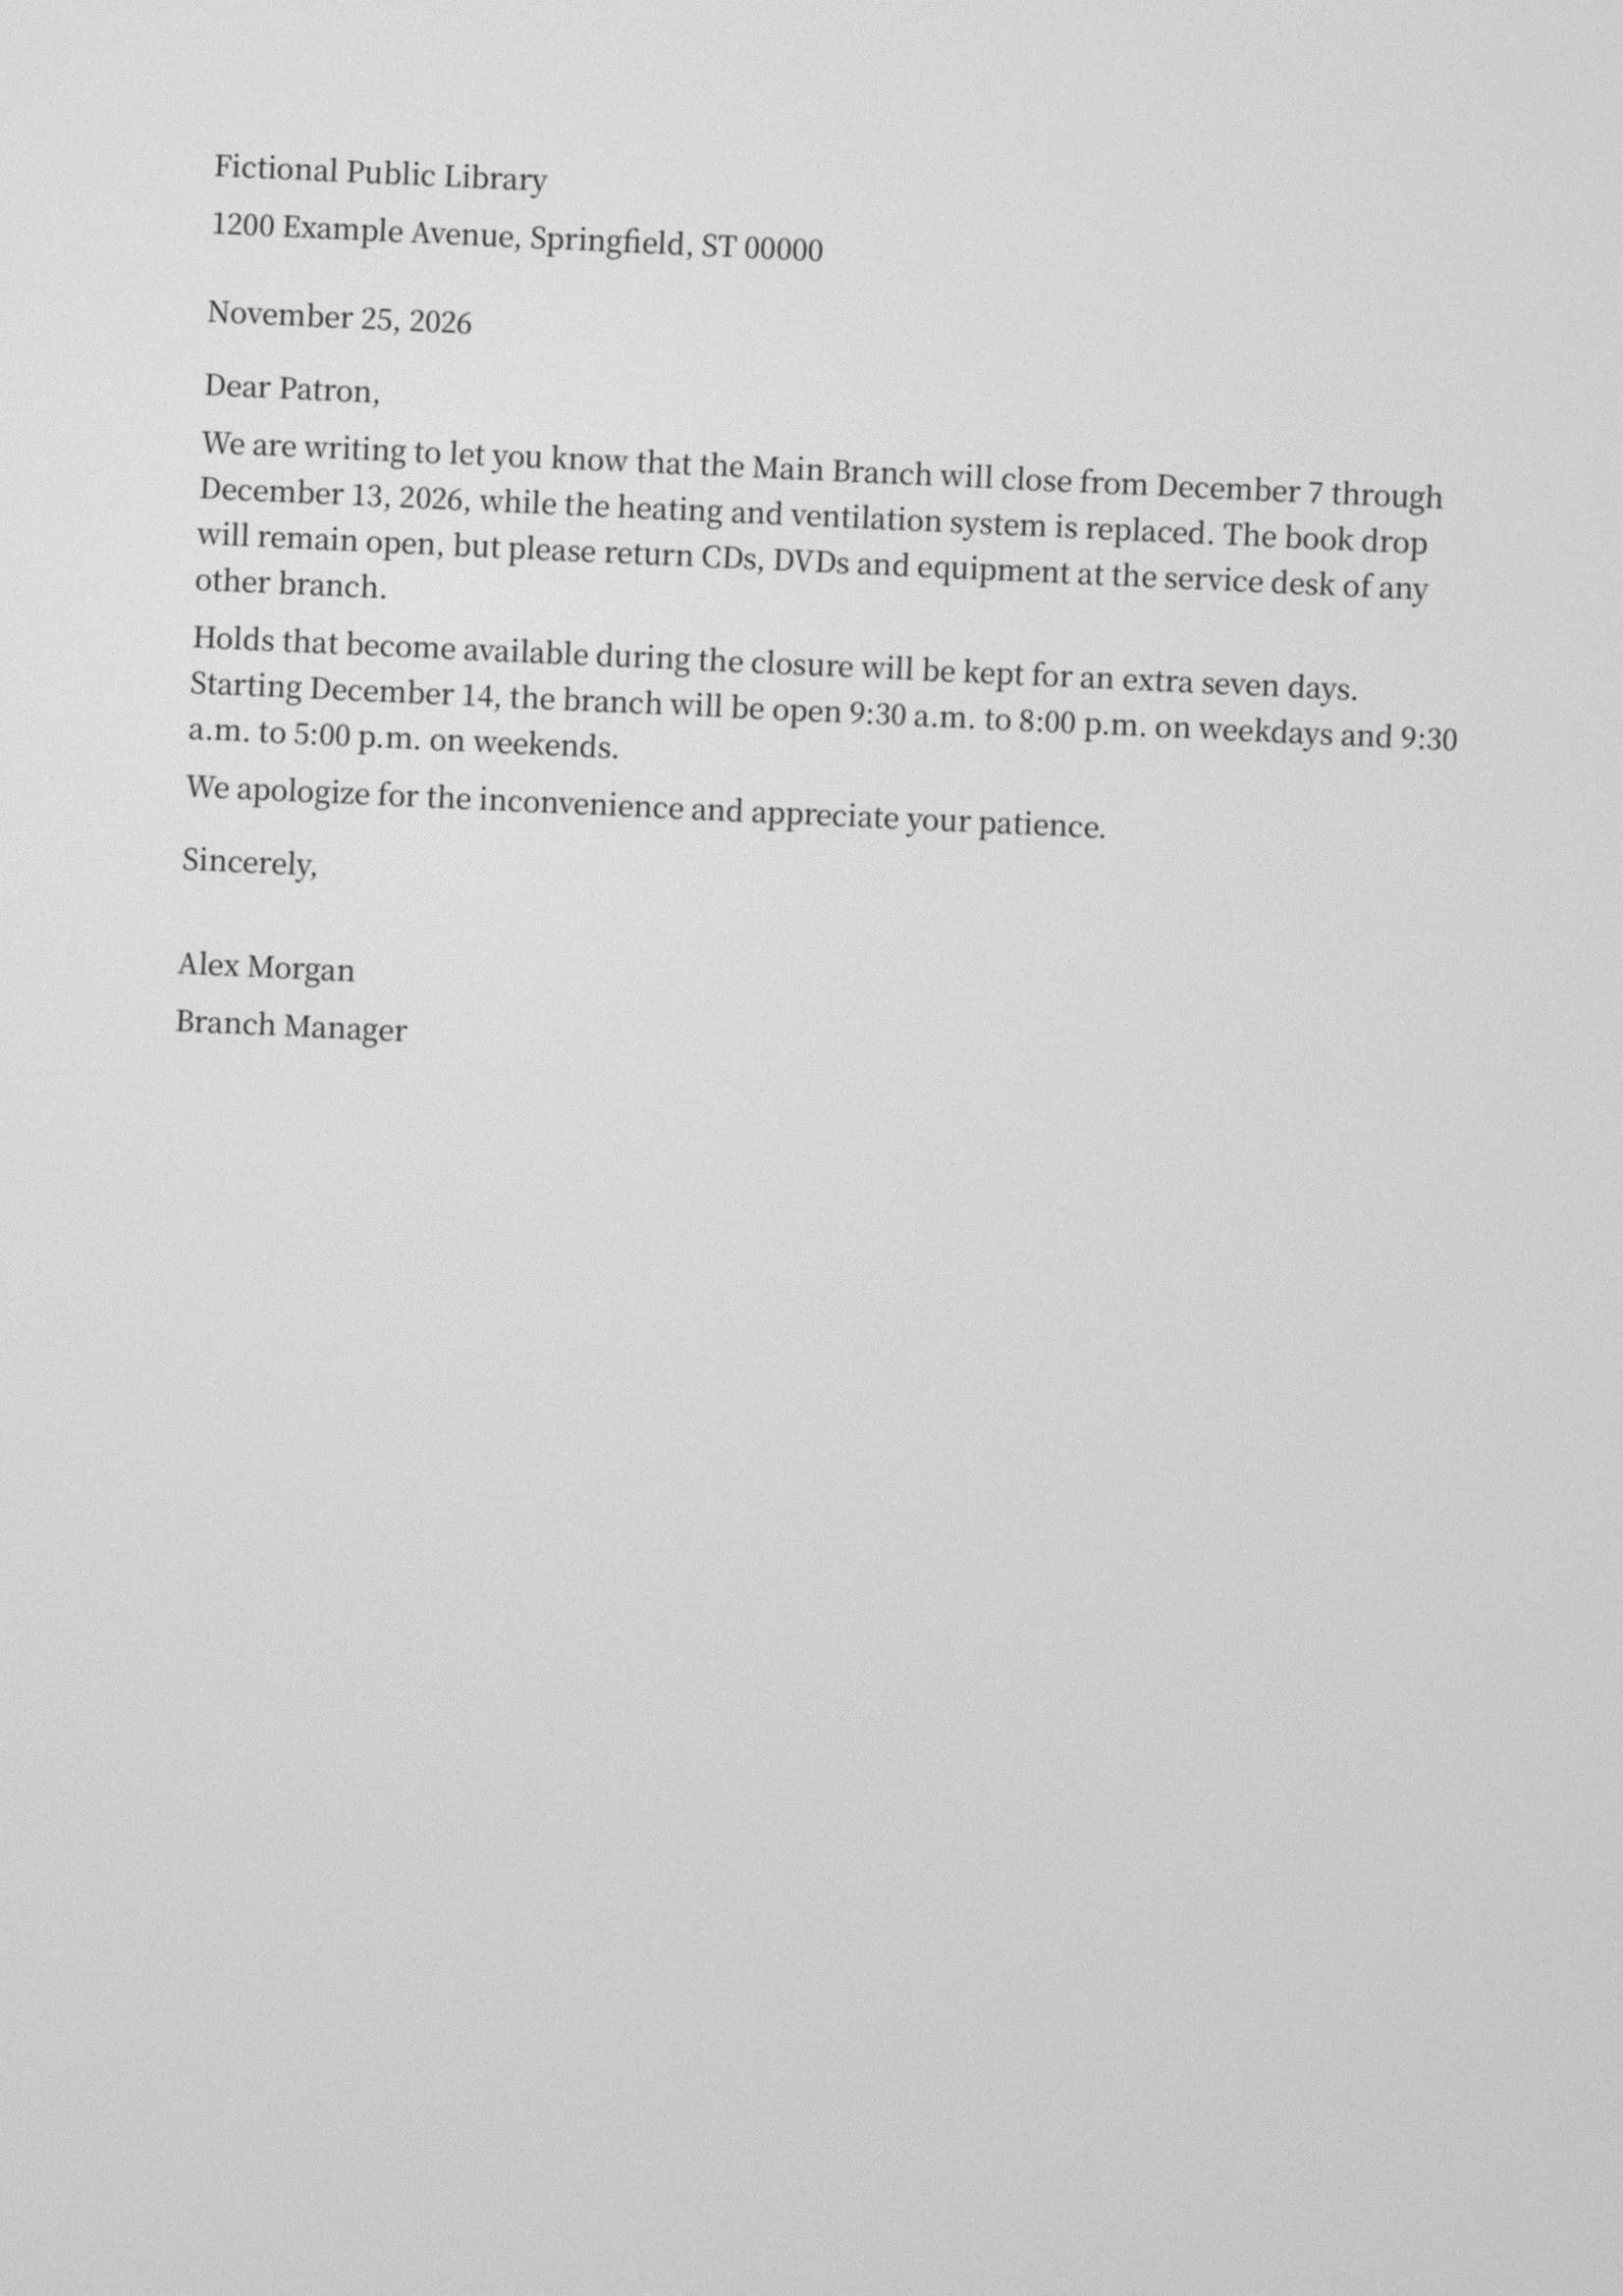 Fictional Public Library
1200 Example Avenue, Springfield, ST 00000
November 25, 2026
Dear Patron,
We are writing to let you know that the Main Branch will close from December 7 through
December 13, 2026, while the heating and ventilation system is replaced. The book drop
will remain open, but please return CDs, DVDs and equipment at the service desk of any
other branch.
Holds that become available during the closure will be kept for an extra seven days.
Starting December 14, the branch will be open 9:30 a.m. to 8:00 p.m. on weekdays and 9:30
a.m. to 5:00 p.m. on weekends.
We apologize for the inconvenience and appreciate your patience.
Sincerely,
Alex Morgan
Branch Manager